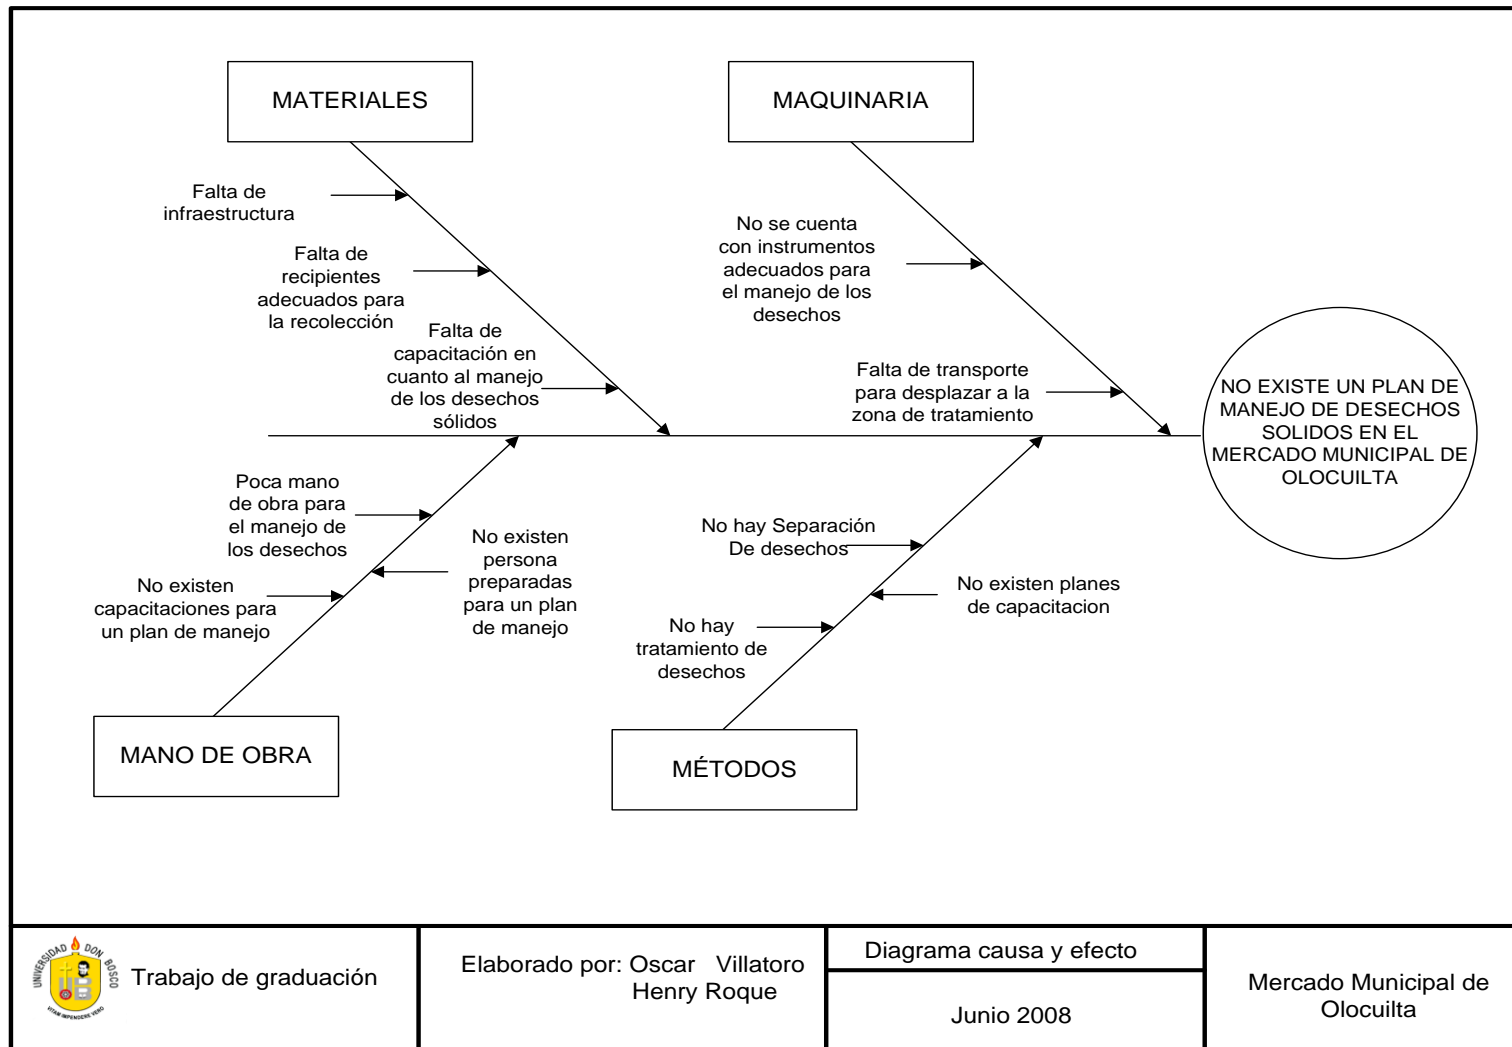 MATERIALES
MAQUINARIA
Falta de
infraestructura
Falta de
recipientes
adecuados para
la recolección
Falta de
capacitación en
cuanto al manejo
de los desechos
sólidos
No se cuenta
con instrumentos
adecuados para
el manejo de los
desechos
Falta de transporte
para desplazar a la
zona de tratamiento
NO EXISTE UN PLAN DE
MANEJO DE DESECHOS
SOLIDOS EN EL
MERCADO MUNICIPAL DE
OLOCUILTA
Poca mano
de obra para
el manejo de
los desechos
No existen
persona
preparadas
para un plan
de manejo
No existen
capacitaciones para
un plan de manejo
No hay Separación
De desechos
No existen planes
de capacitacion
No hay
tratamiento de
desechos
MANO DE OBRA
MÉTODOS
UNIVERSIDAD DON BOSCO
VITAM IMPENDERE VERO
Trabajo de graduación
Elaborado por: Oscar Villatoro
Henry Roque
Diagrama causa y efecto
Junio 2008
Mercado Municipal de
Olocuilta